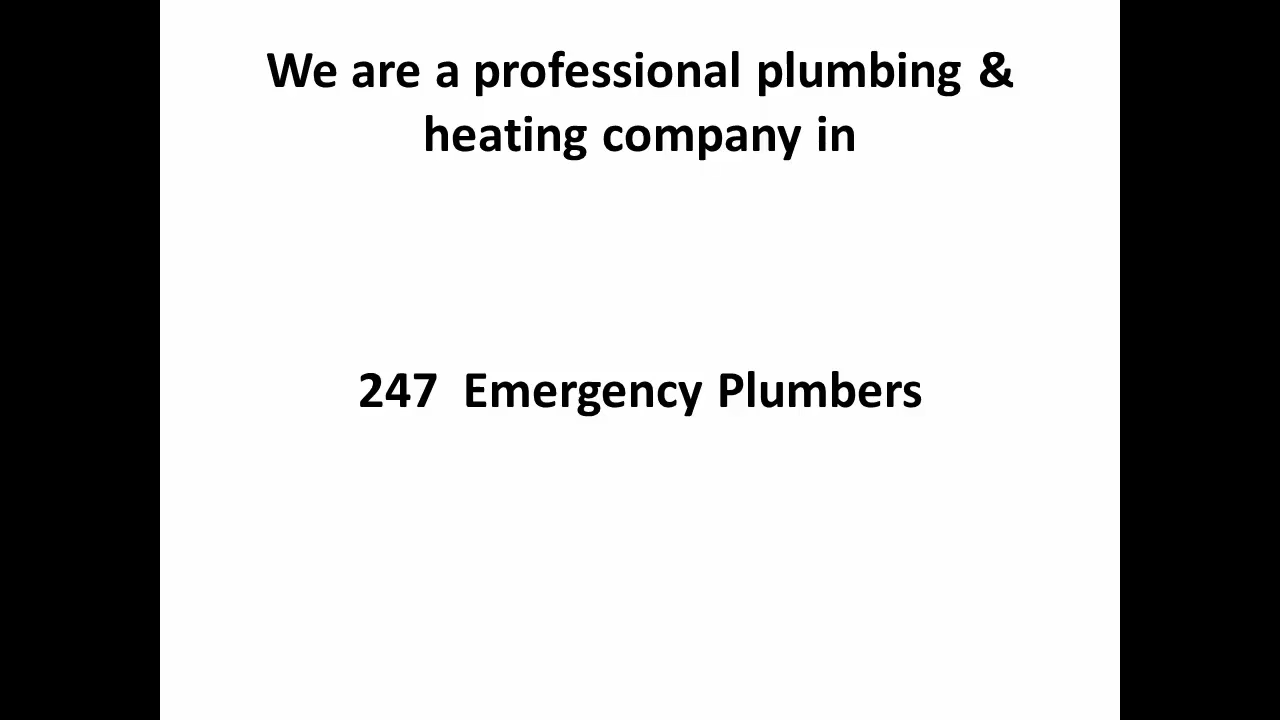 We are a professional plumbing &
heating company in
247  Emergency Plumbers